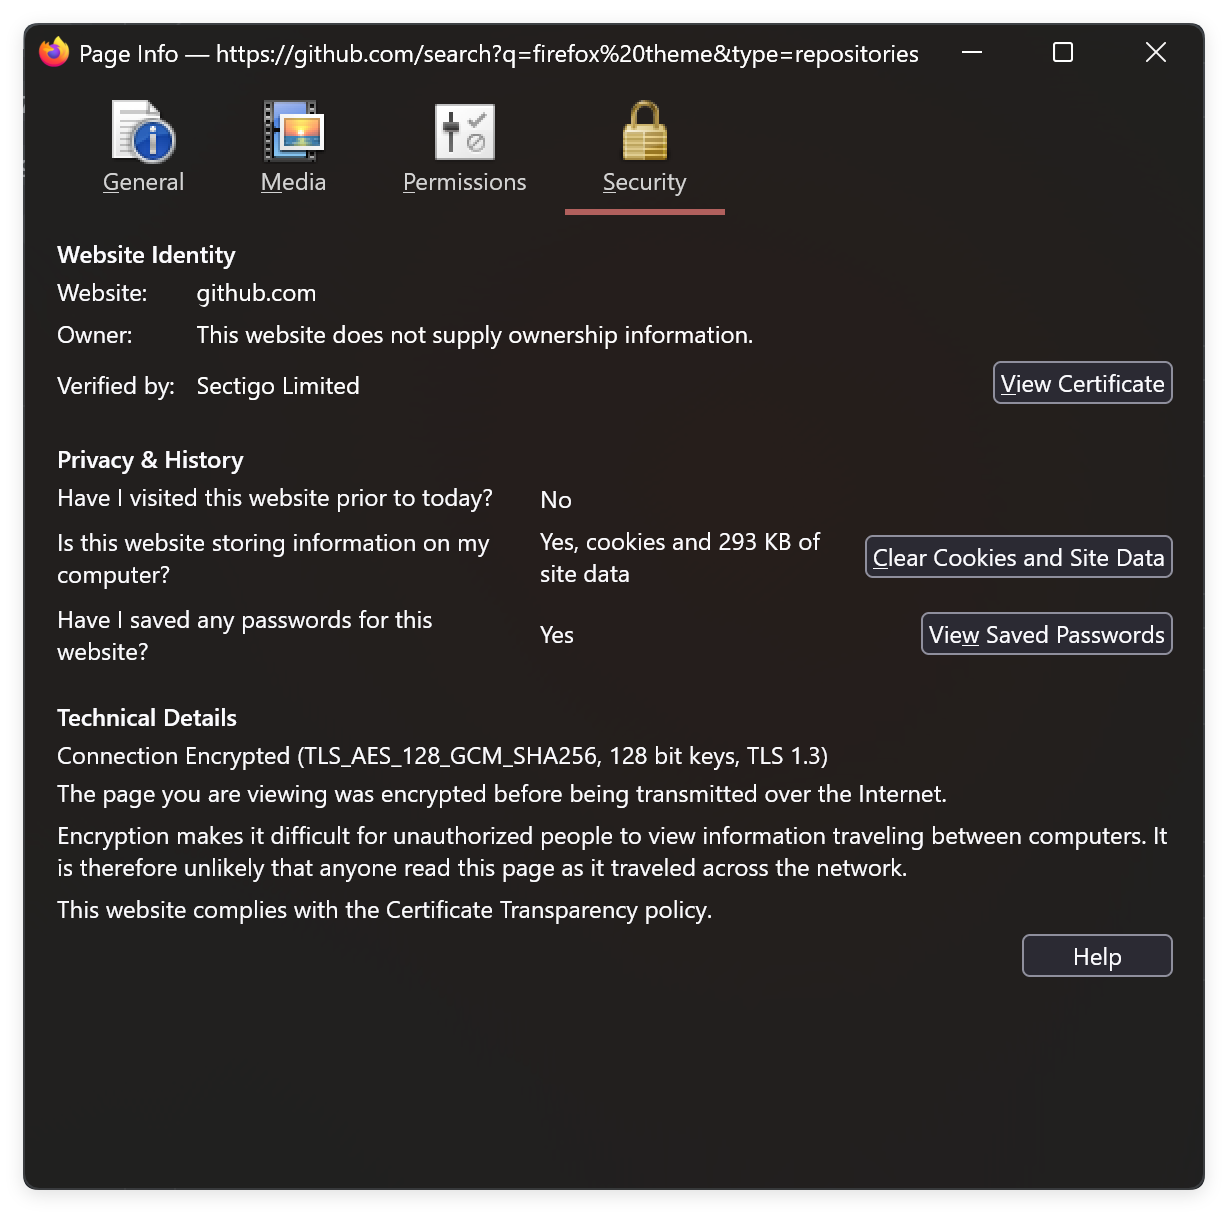 Page Info — https://github.com/search?q=firefox%20theme&type=repositories
General
Media
Permissions
Security
Website Identity
Website: github.com
Owner: This website does not supply ownership information.
Verified by: Sectigo Limited
View Certificate
Privacy & History
Have I visited this website prior to today? No
Is this website storing information on my
computer?
Yes, cookies and 293 KB of
site data
Clear Cookies and Site Data
Have I saved any passwords for this
website?
Yes
View Saved Passwords
Technical Details
Connection Encrypted (TLS_AES_128_GCM_SHA256, 128 bit keys, TLS 1.3)
The page you are viewing was encrypted before being transmitted over the Internet.
Encryption makes it difficult for unauthorized people to view information traveling between computers. It
is therefore unlikely that anyone read this page as it traveled across the network.
This website complies with the Certificate Transparency policy.
Help